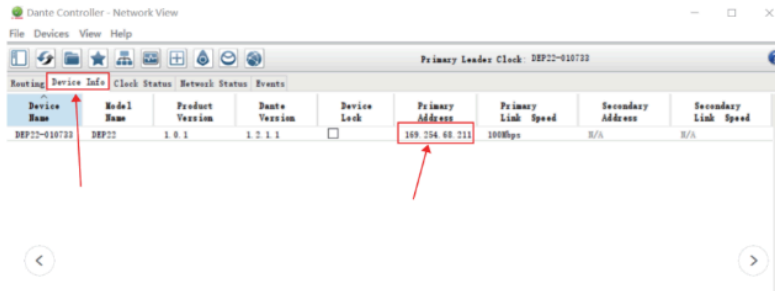 Dante Controller - Network View
File Devices View Help
Primary Leader Clock: DEP22-010733
Routing Device Info Clock Status Network Status Events
Device Name Model Name Product Version Dante Version Device Lock Primary Address Primary Link Speed Secondary Address Secondary Link Speed
DEP22-010733 DEP22 1.0.1 1.2.1.1 169.254.60.211 100Mbps N/A N/A